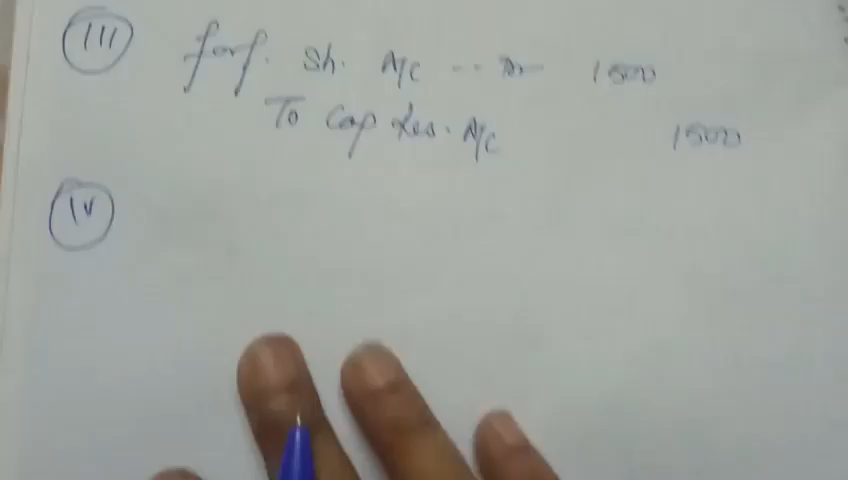 III forf. Sh. A/C -- Dr 1500
To Cap Res. A/C 1500
IV